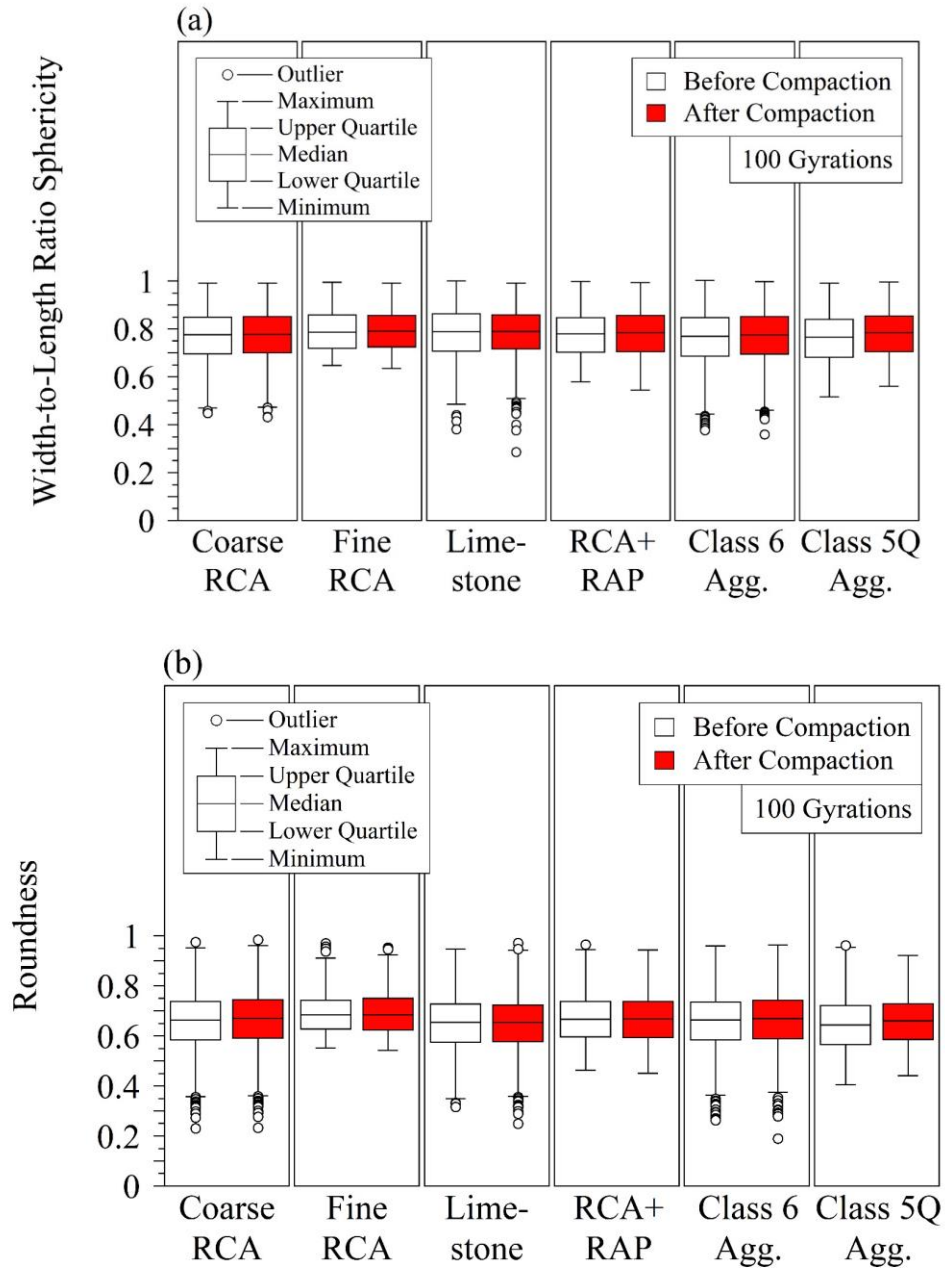 (a)
Width-to-Length Ratio Sphericity
Outlier
Maximum
Upper Quartile
Median
Lower Quartile
Minimum
Before Compaction
After Compaction
100 Gyrations
1
0.8
0.6
0.4
0.2
0
Coarse
RCA
Fine
RCA
Lime-
stone
RCA+
RAP
Class 6
Agg.
Class 5Q
Agg.
(b)
Roundness
Outlier
Maximum
Upper Quartile
Median
Lower Quartile
Minimum
Before Compaction
After Compaction
100 Gyrations
1
0.8
0.6
0.4
0.2
0
Coarse
RCA
Fine
RCA
Lime-
stone
RCA+
RAP
Class 6
Agg.
Class 5Q
Agg.